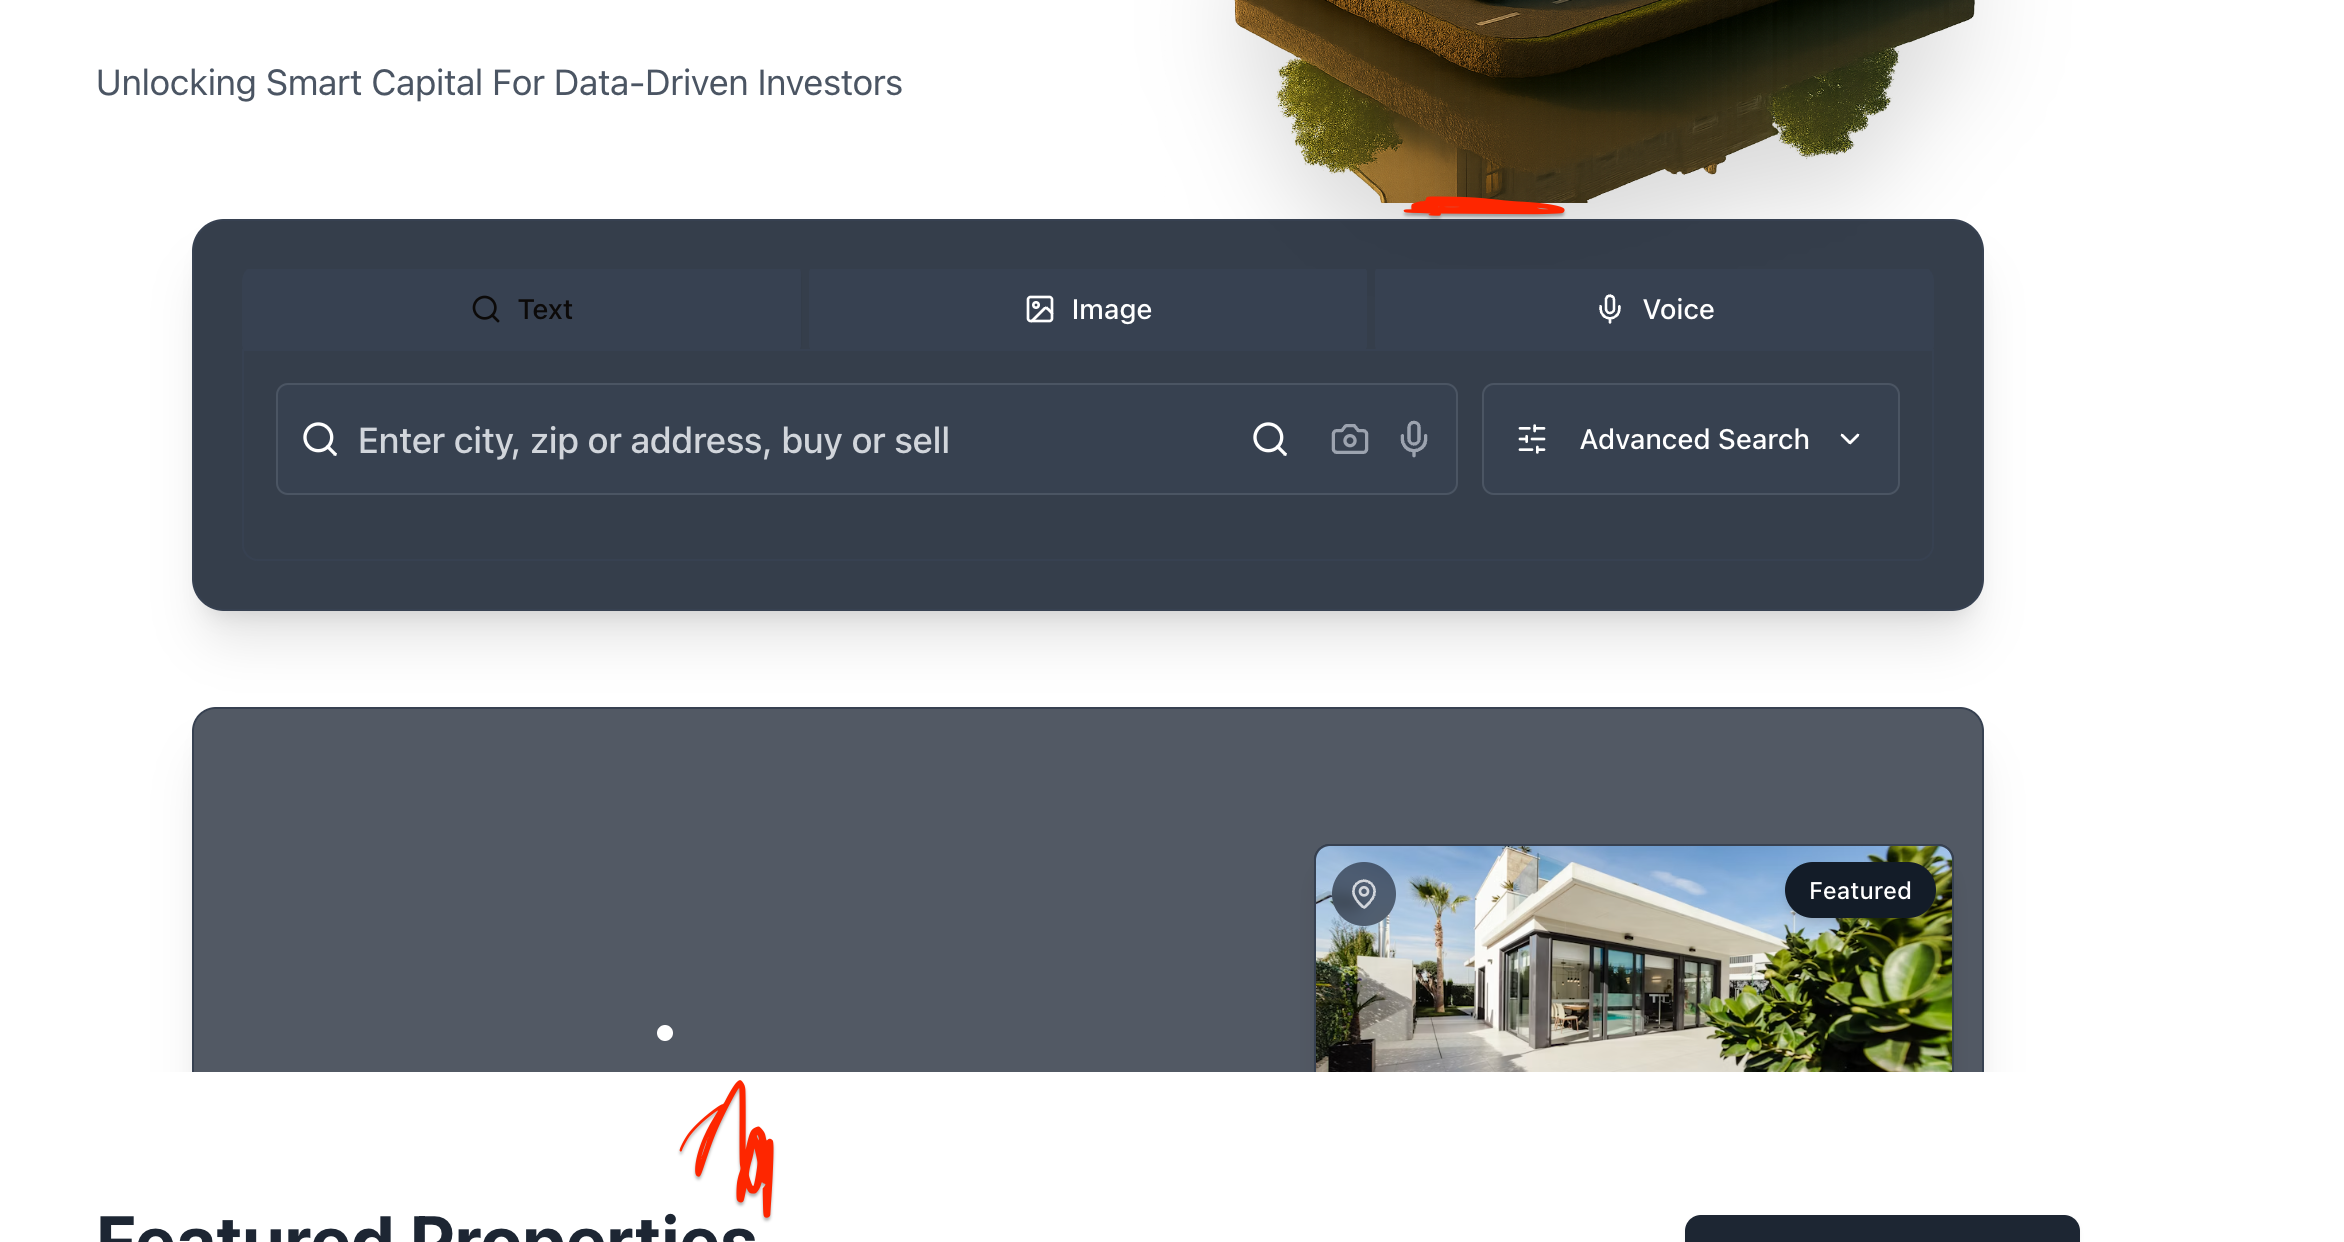 Unlocking Smart Capital For Data-Driven Investors
Text
Image
Voice
Enter city, zip or address, buy or sell
Advanced Search
Featured
Featured Properties